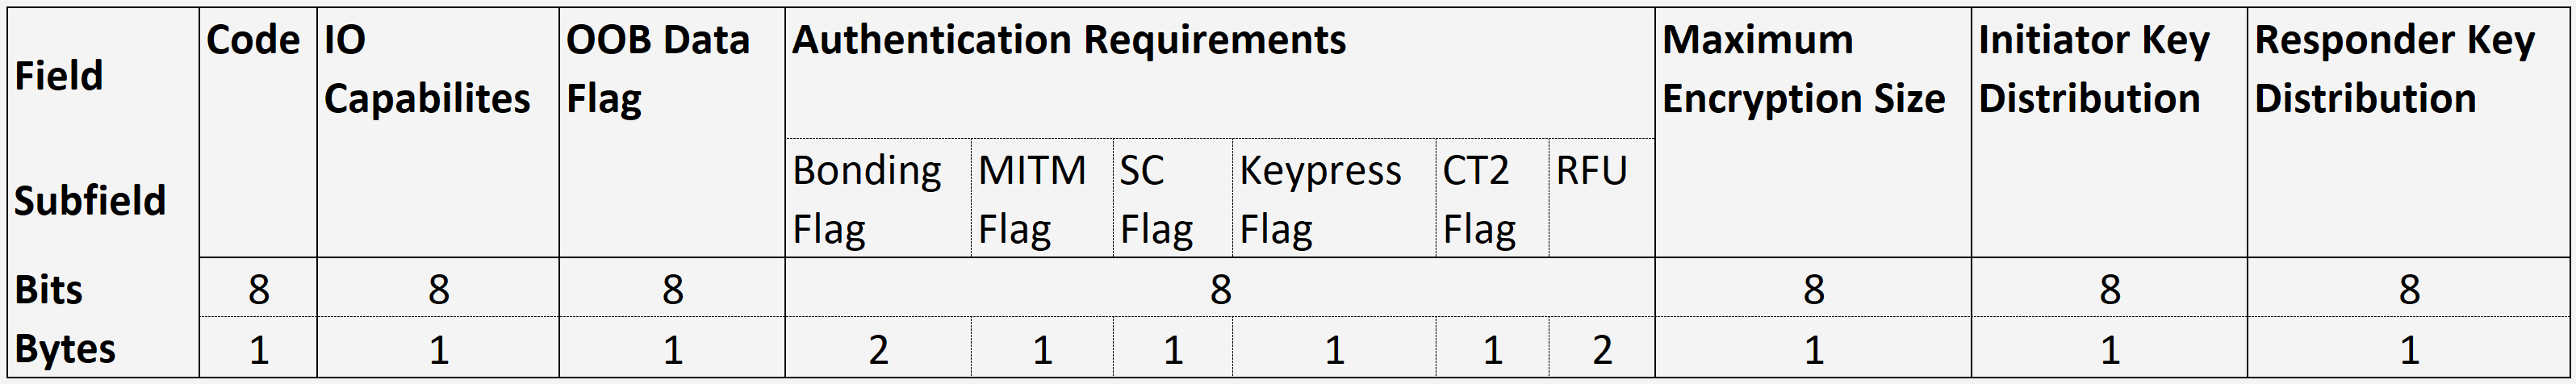 Field Code IO Capabilites OOB Data Flag Authentication Requirements Maximum Encryption Size Initiator Key Distribution Responder Key Distribution
Subfield Bonding Flag MITM Flag SC Flag Keypress Flag CT2 Flag RFU
Bits 8 8 8 8 8 8 8
Bytes 1 1 1 2 1 1 1 1 2 1 1 1